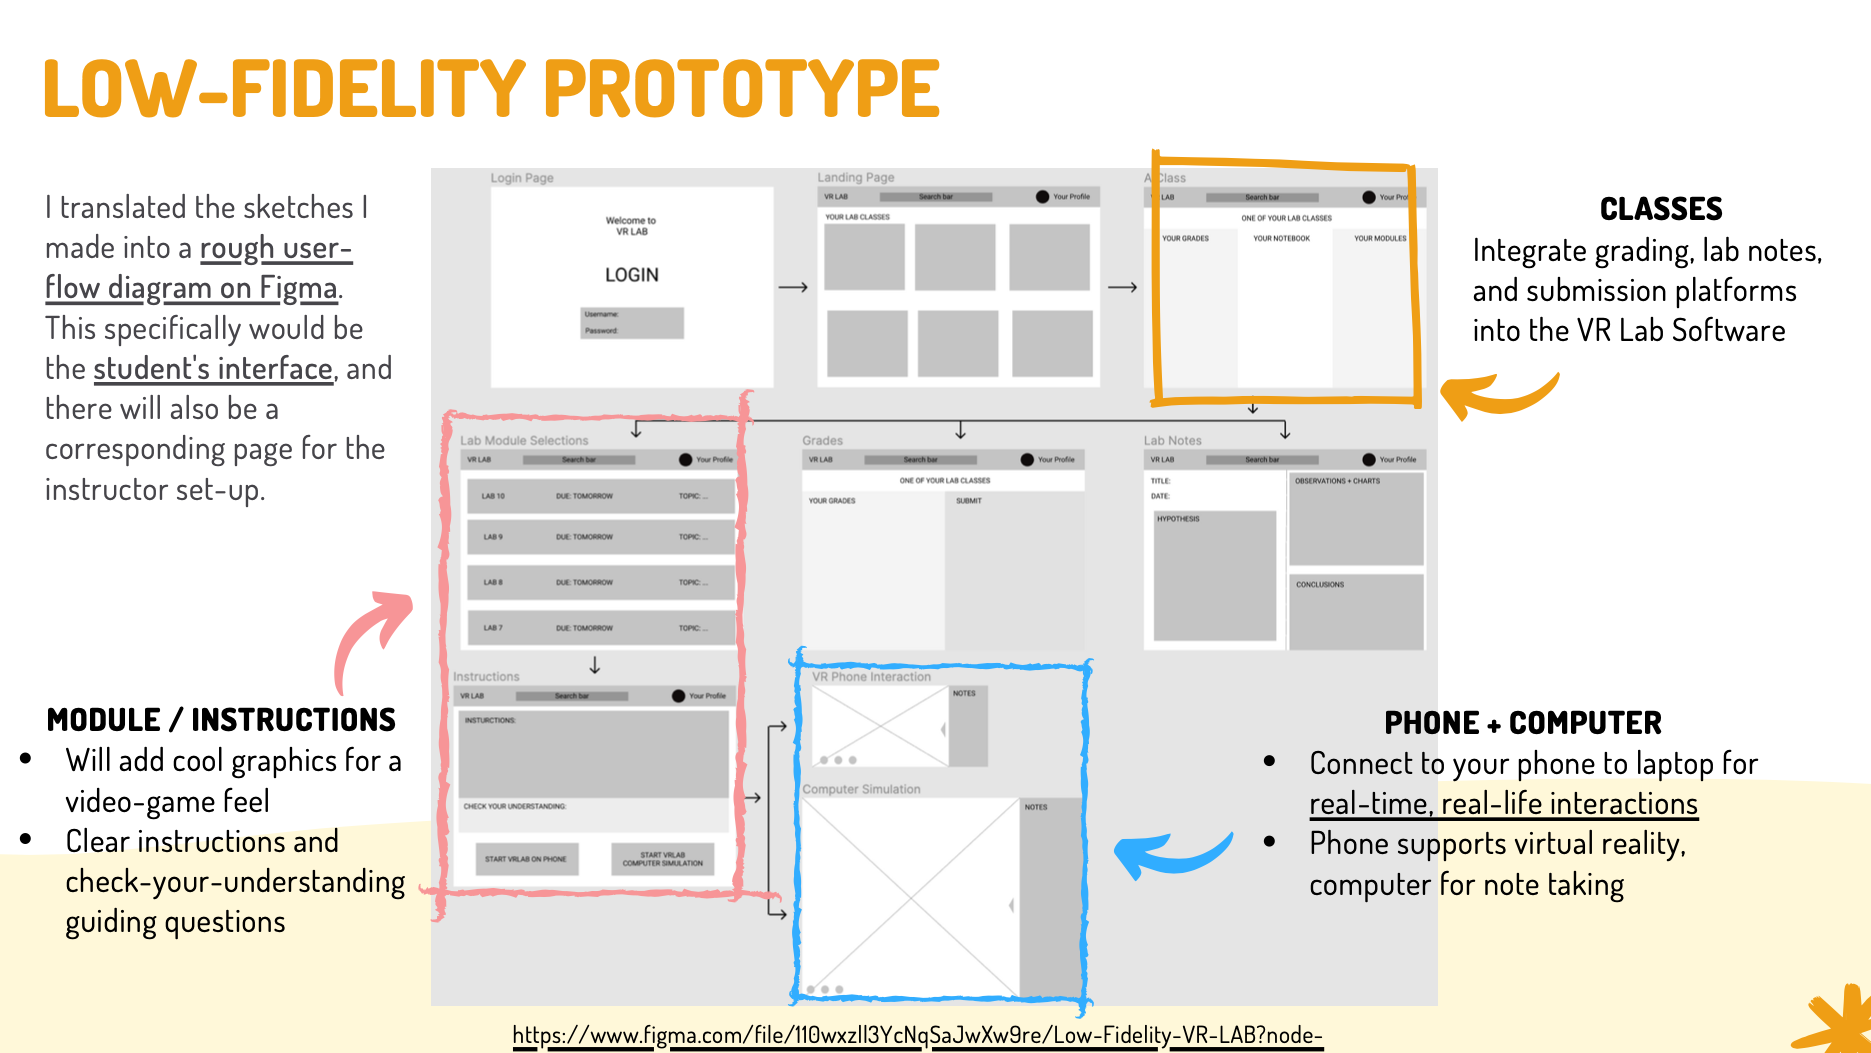 LOW-FIDELITY PROTOTYPE
I translated the sketches I
made into a rough user-
flow diagram on Figma.
This specifically would be
the student's interface, and
there will also be a
corresponding page for the
instructor set-up.
MODULE / INSTRUCTIONS
Will add cool graphics for a
video-game feel
Clear instructions and
check-your-understanding
guiding questions
Login Page
Welcome to
VR LAB
LOGIN
Username:
Password:
Landing Page
VR LAB Search bar Your Profile
YOUR LAB CLASSES
A Class
LAB Search bar Your Profile
ONE OF YOUR LAB CLASSES
YOUR GRADES YOUR NOTEBOOK YOUR MODULES
Lab Module Selections
VR LAB Search bar Your Profile
LAB 10 DUE: TOMORROW TOPIC: ...
LAB 9 DUE: TOMORROW TOPIC: ...
LAB 8 DUE: TOMORROW TOPIC: ...
LAB 7 DUE: TOMORROW TOPIC: ...
Grades
VR LAB Search bar Your Profile
ONE OF YOUR LAB CLASSES
YOUR GRADES SUBMIT
Lab Notes
VR LAB Search bar Your Profile
TITLE:
DATE:
HYPOTHESIS
OBSERVATIONS + CHARTS
CONCLUSIONS
Instructions
VR LAB Search bar Your Profile
INSTURCTIONS:
CHECK YOUR UNDERSTANDING:
START VRLAB ON PHONE
START VRLAB
COMPUTER SIMULATION
VR Phone Interaction
NOTES
Computer Simulation
NOTES
CLASSES
Integrate grading, lab notes,
and submission platforms
into the VR Lab Software
PHONE + COMPUTER
Connect to your phone to laptop for
real-time, real-life interactions
Phone supports virtual reality,
computer for note taking
https://www.figma.com/file/110wxzll3YcNqSaJwXw9re/Low-Fidelity-VR-LAB?node-